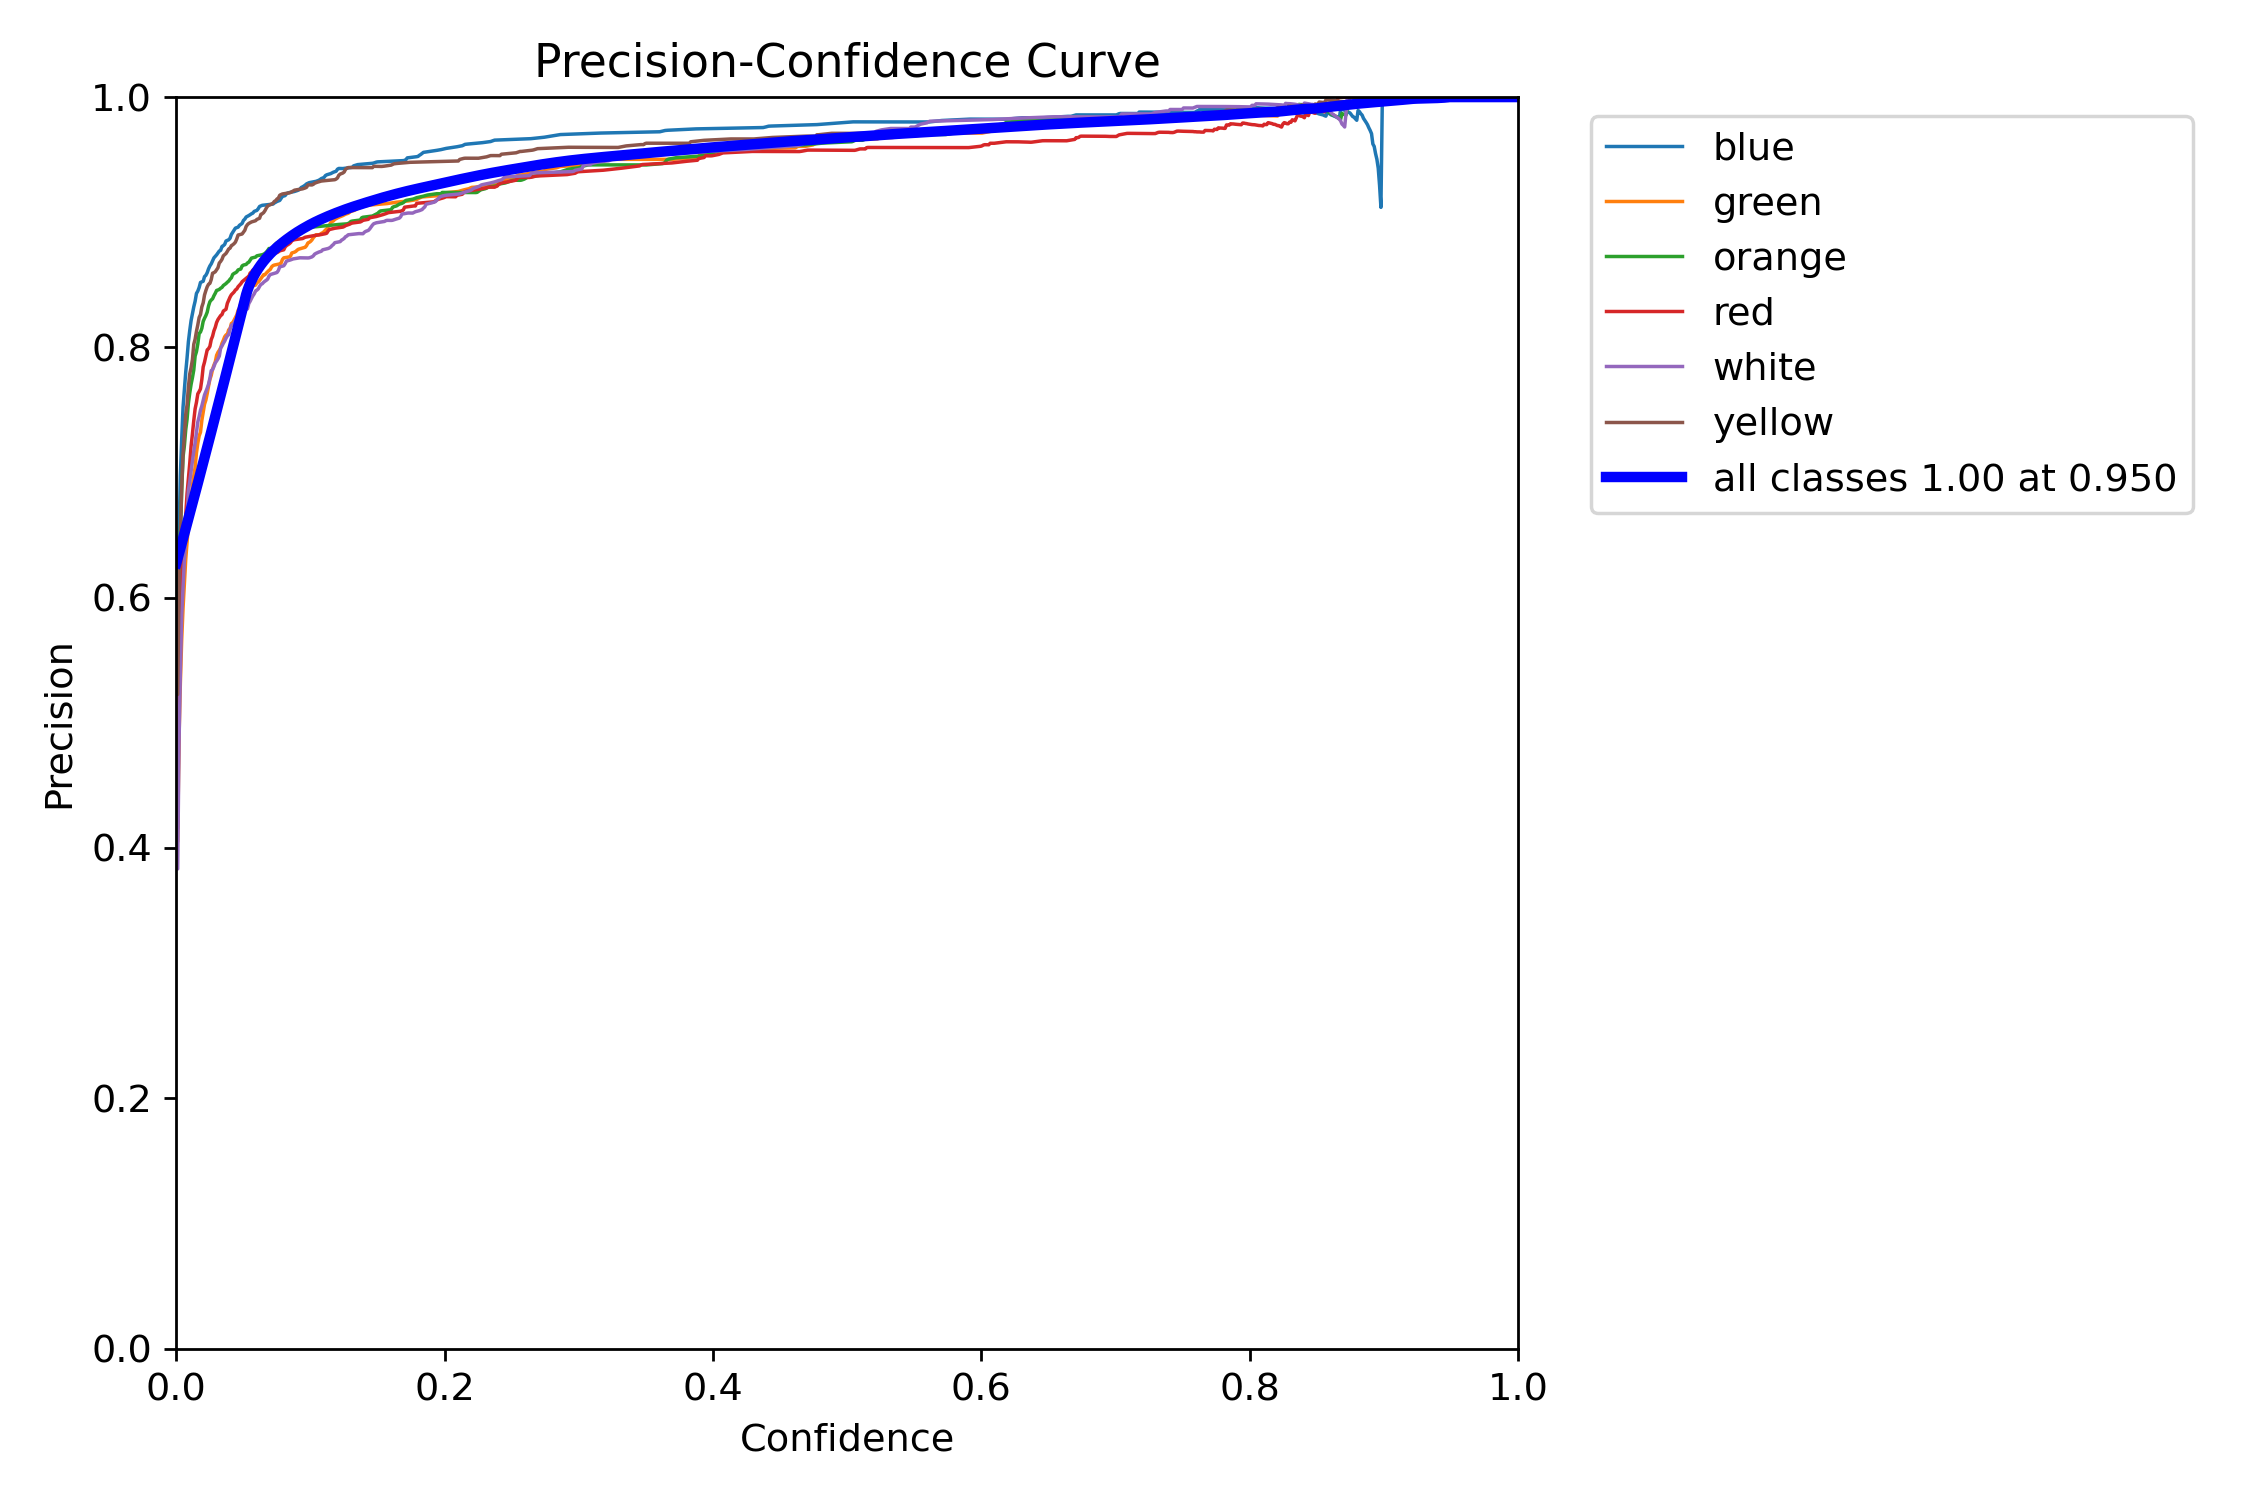 Precision-Confidence Curve
1.0
0.8
0.6
0.4
0.2
0.0
Precision
0.0 0.2 0.4 0.6 0.8 1.0
Confidence
blue
green
orange
red
white
yellow
all classes 1.00 at 0.950